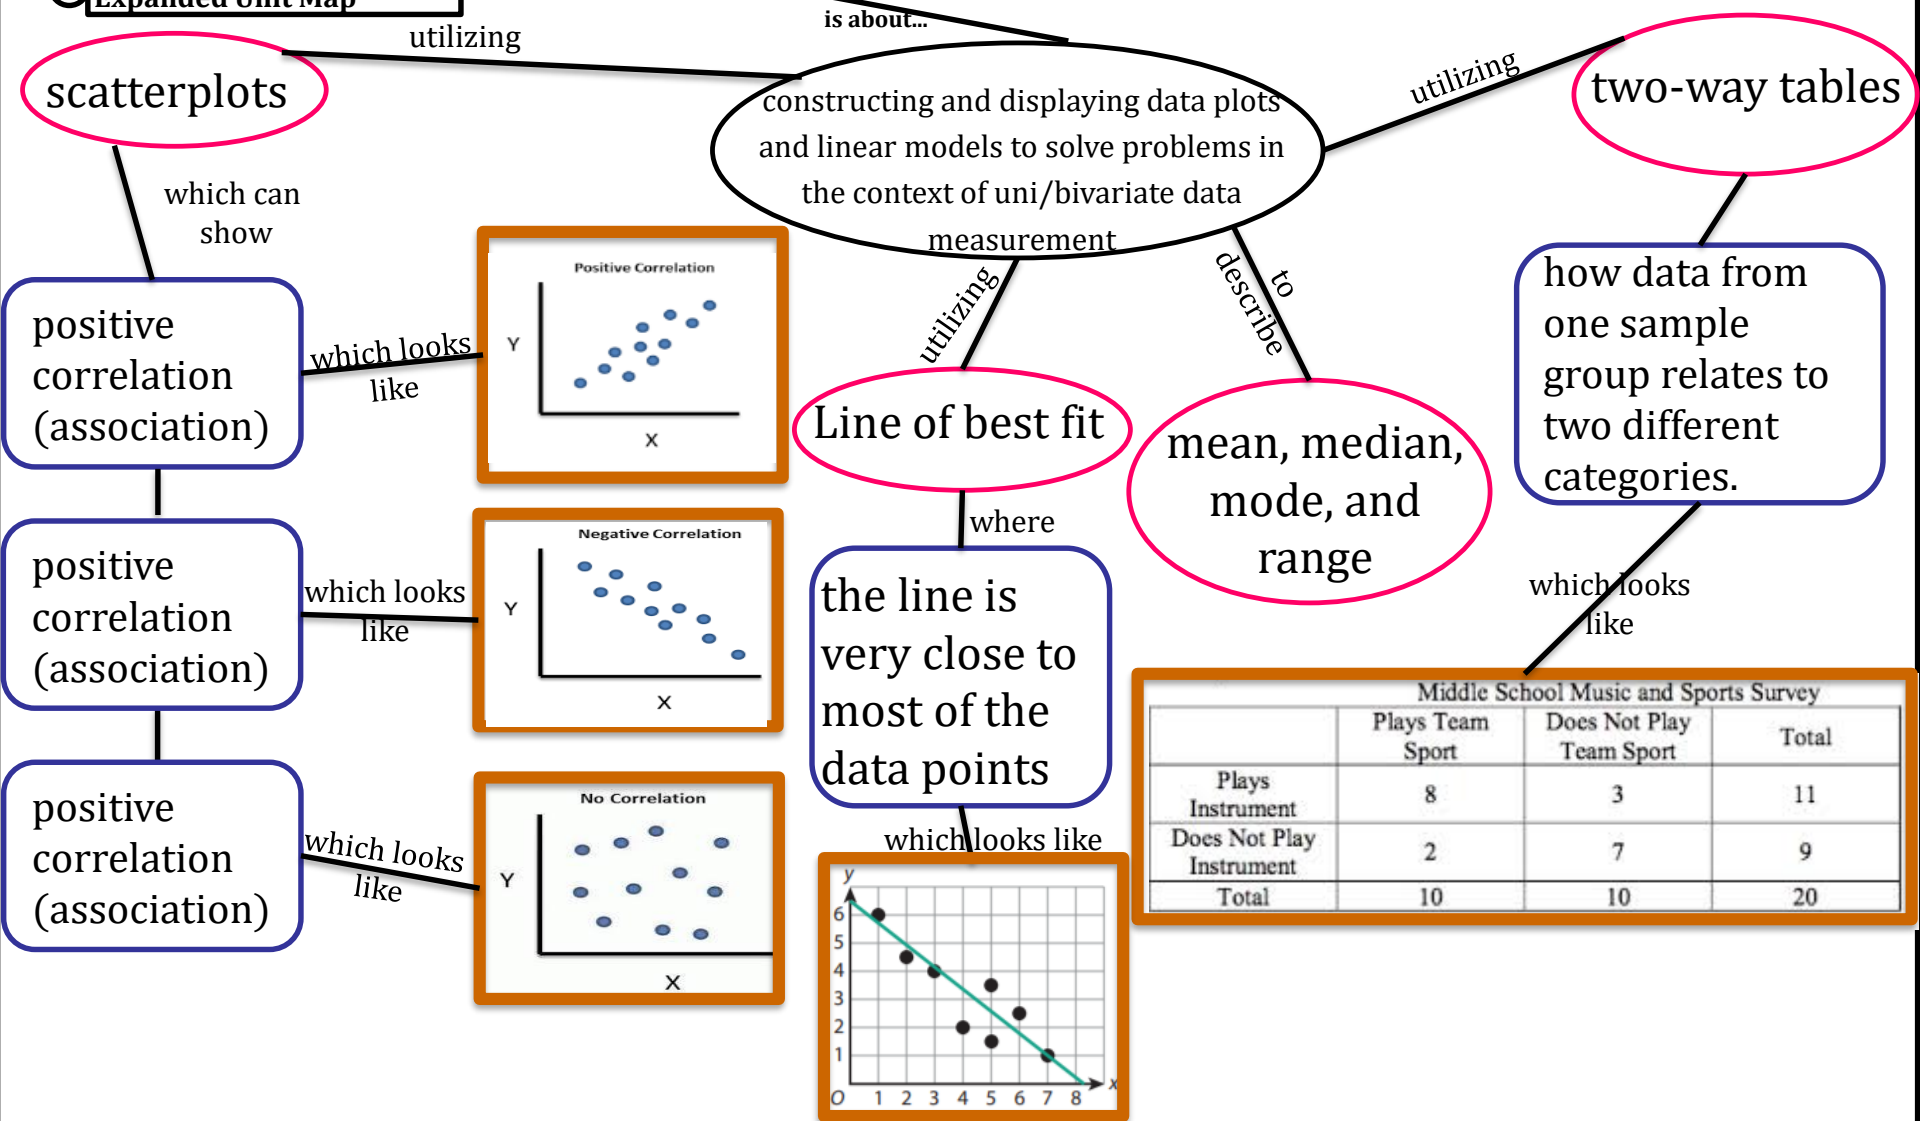 Expanded Unit Map
is about...
utilizing
scatterplots
constructing and displaying data plots
and linear models to solve problems in
the context of uni/bivariate data
measurement
utilizing
two-way tables
which can
show
positive
correlation
(association)
which looks
like
Positive Correlation
Y
X
positive
correlation
(association)
which looks
like
Negative Correlation
Y
X
positive
correlation
(association)
which looks
like
No Correlation
Y
X
utilizing
Line of best fit
where
the line is
very close to
most of the
data points
which looks like
y
6
5
4
3
2
1
O 1 2 3 4 5 6 7 8 x
to
describe
mean, median,
mode, and
range
how data from
one sample
group relates to
two different
categories.
which looks
like
Middle School Music and Sports Survey
Plays Team Sport Does Not Play Team Sport Total
Plays Instrument 8 3 11
Does Not Play Instrument 2 7 9
Total 10 10 20